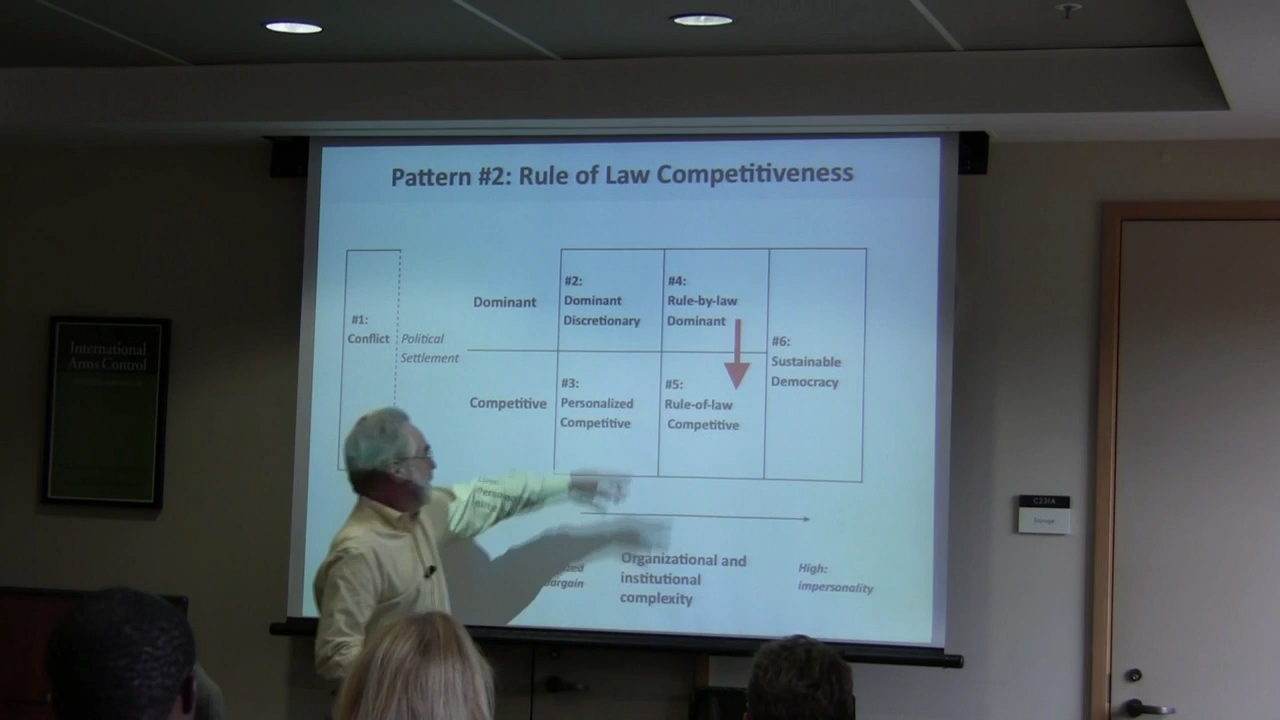 Pattern #2: Rule of Law Competitiveness
#1:
Conflict
Political
Settlement
Dominant
Competitive
#2:
Dominant
Discretionary
#4:
Rule-by-law
Dominant
#3:
Personalized
Competitive
#5:
Rule-of-law
Competitive
#6:
Sustainable
Democracy
Organizational and
institutional
complexity
High:
impersonality
International
Arms Control
C231A
Storage